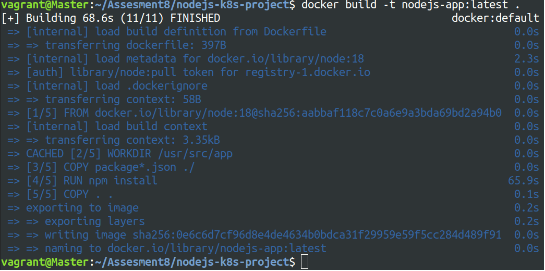 vagrant@Master:~/Assesment8/nodejs-k8s-project$ docker build -t nodejs-app:latest .
[+] Building 68.6s (11/11) FINISHED docker:default
=> [internal] load build definition from Dockerfile 0.0s
=> => transferring dockerfile: 397B 0.0s
=> [internal] load metadata for docker.io/library/node:18 2.3s
=> [auth] library/node:pull token for registry-1.docker.io 0.0s
=> [internal] load .dockerignore 0.0s
=> => transferring context: 58B 0.0s
=> [1/5] FROM docker.io/library/node:18@sha256:aabbaf118c7c0a6e9a3bda69bd2a94b0 0.0s
=> [internal] load build context 0.0s
=> => transferring context: 3.35kB 0.0s
=> CACHED [2/5] WORKDIR /usr/src/app 0.0s
=> [3/5] COPY package*.json ./ 0.0s
=> [4/5] RUN npm install 65.9s
=> [5/5] COPY . . 0.1s
=> exporting to image 0.2s
=> => exporting layers 0.2s
=> => writing image sha256:0e6c6d7cf96d8e4de4634b0bdca31f29959e59f5cc284d489f91 0.0s
=> => naming to docker.io/library/nodejs-app:latest 0.0s
vagrant@Master:~/Assesment8/nodejs-k8s-project$